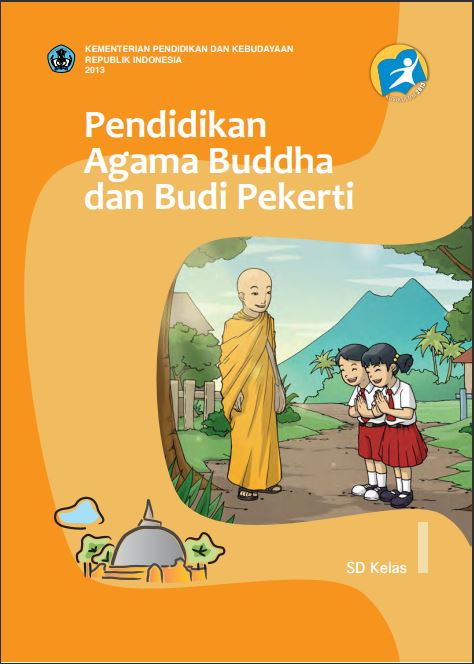 KEMENTERIAN PENDIDIKAN DAN KEBUDAYAAN
REPUBLIK INDONESIA
2013
Pendidikan
Agama Buddha
dan Budi Pekerti
SD Kelas I